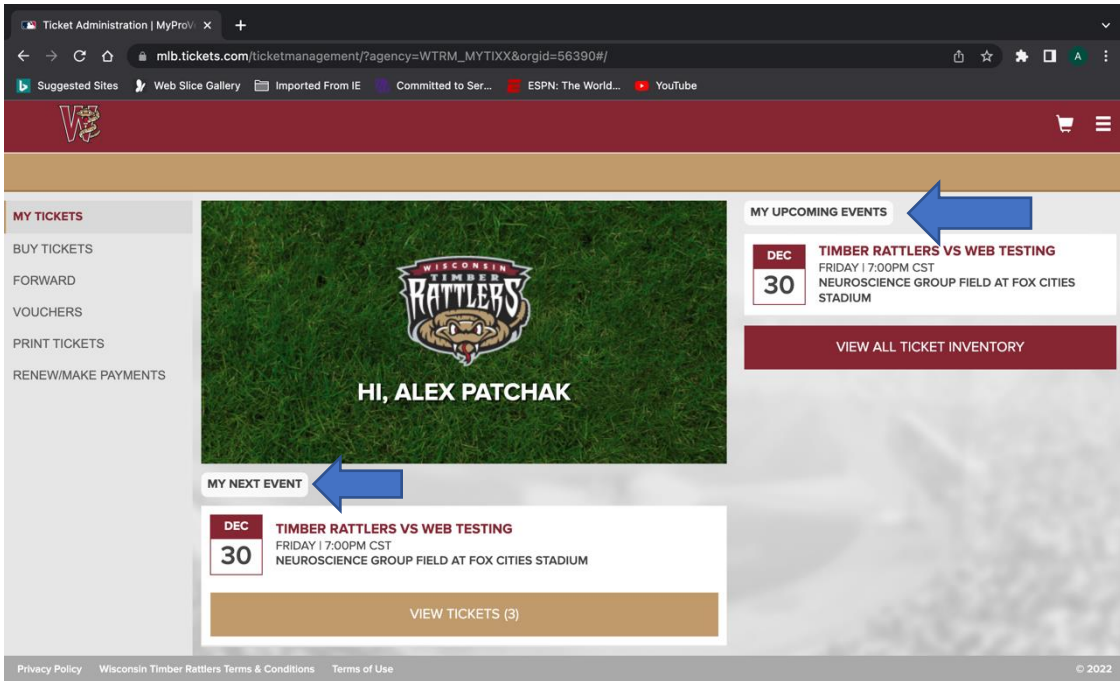 Ticket Administration | MyProV
mlb.tickets.com/ticketmanagement/?agency=WTRM_MYTIXX&orgid=56390#/
A
Suggested Sites Web Slice Gallery Imported From IE Committed to Ser... ESPN: The World... YouTube
W
MY TICKETS
BUY TICKETS
FORWARD
VOUCHERS
PRINT TICKETS
RENEW/MAKE PAYMENTS
WISCONSIN
TIMBER
RATTLERS
HI, ALEX PATCHAK
MY NEXT EVENT
DEC
30
TIMBER RATTLERS VS WEB TESTING
FRIDAY | 7:00PM CST
NEUROSCIENCE GROUP FIELD AT FOX CITIES STADIUM
VIEW TICKETS (3)
MY UPCOMING EVENTS
DEC
30
TIMBER RATTLERS VS WEB TESTING
FRIDAY | 7:00PM CST
NEUROSCIENCE GROUP FIELD AT FOX CITIES
STADIUM
VIEW ALL TICKET INVENTORY
Privacy Policy Wisconsin Timber Rattlers Terms & Conditions Terms of Use © 2022